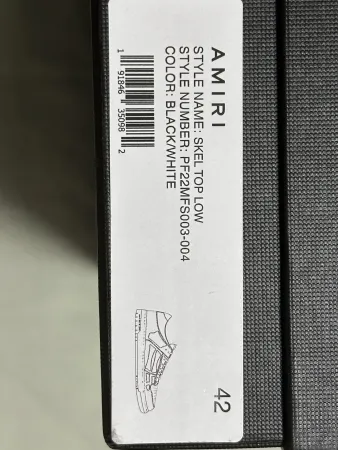 AMIRI
STYLE NAME: SKEL TOP LOW
STYLE NUMBER: PF22MFS003-004
COLOR: BLACK/WHITE
1 91846 35098 2
42